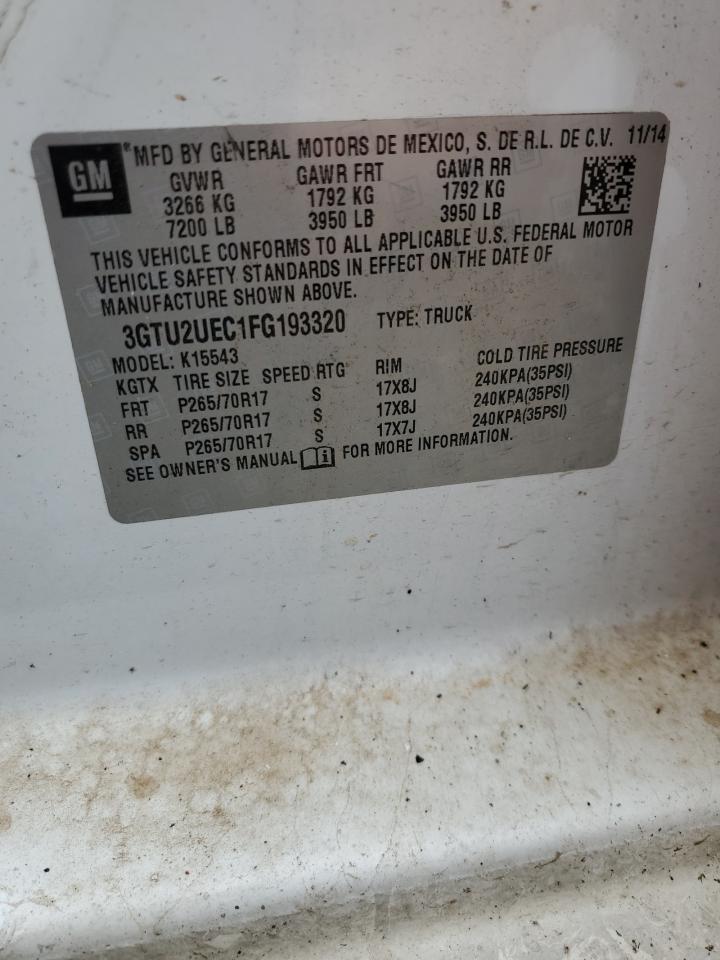 GM ® MFD BY GENERAL MOTORS DE MEXICO, S. DE R.L. DE C.V. 11/14
GVWR GAWR FRT GAWR RR
3266 KG 1792 KG 1792 KG
7200 LB 3950 LB 3950 LB
THIS VEHICLE CONFORMS TO ALL APPLICABLE U.S. FEDERAL MOTOR
VEHICLE SAFETY STANDARDS IN EFFECT ON THE DATE OF
MANUFACTURE SHOWN ABOVE.
3GTU2UEC1FG193320 TYPE: TRUCK
MODEL: K15543
KGTX TIRE SIZE SPEED RTG RIM COLD TIRE PRESSURE
FRT P265/70R17 S 17X8J 240KPA(35PSI)
RR P265/70R17 S 17X8J 240KPA(35PSI)
SPA P265/70R17 S 17X7J 240KPA(35PSI)
SEE OWNER'S MANUAL FOR MORE INFORMATION.